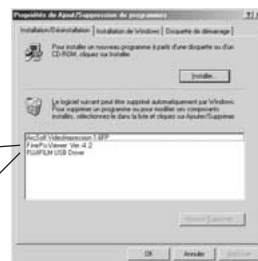 Propriétés de Ajout/Suppression de programmes
Installation/Désinstallation
Installation de Windows
Disquette de démarrage
Pour installer un nouveau programme à partir d'une disquette ou d'un
CD-ROM, cliquez sur Installer.
Installer...
Le logiciel suivant peut être supprimé automatiquement par Windows.
Pour supprimer un programme ou pour modifier ses composants
installés, sélectionnez-le dans la liste et cliquez sur Ajouter/Supprimer.
ArcSoft VideoImpression 1.6FP
FinePixViewer Ver.4.2
FUJIFILM USB Driver
Ajouter/Supprimer...
OK
Annuler